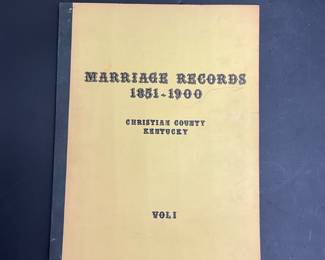 MARRIAGE RECORDS
1851-1900
CHRISTIAN COUNTY
KENTUCKY
VOL I